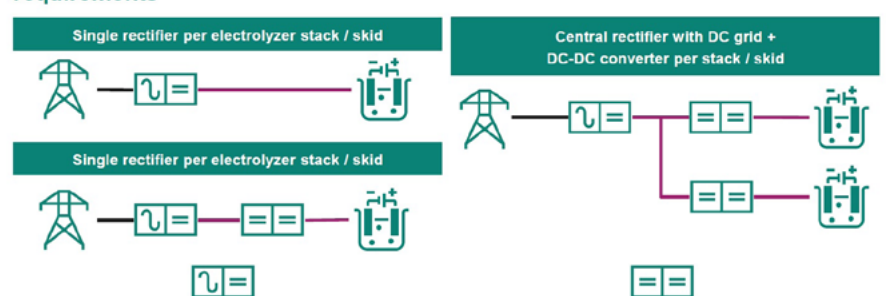 Single rectifier per electrolyzer stack / skid
Central rectifier with DC grid +
DC-DC converter per stack / skid
Single rectifier per electrolyzer stack / skid